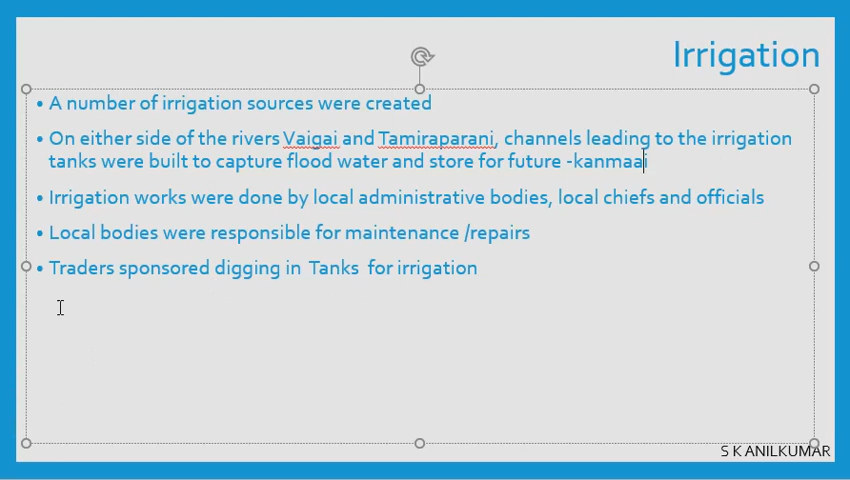 Irrigation
• A number of irrigation sources were created
• On either side of the rivers Vaigai and Tamiraparani, channels leading to the irrigation
tanks were built to capture flood water and store for future -kanmaai
• Irrigation works were done by local administrative bodies, local chiefs and officials
• Local bodies were responsible for maintenance /repairs
• Traders sponsored digging in  Tanks  for irrigation
S K ANILKUMAR